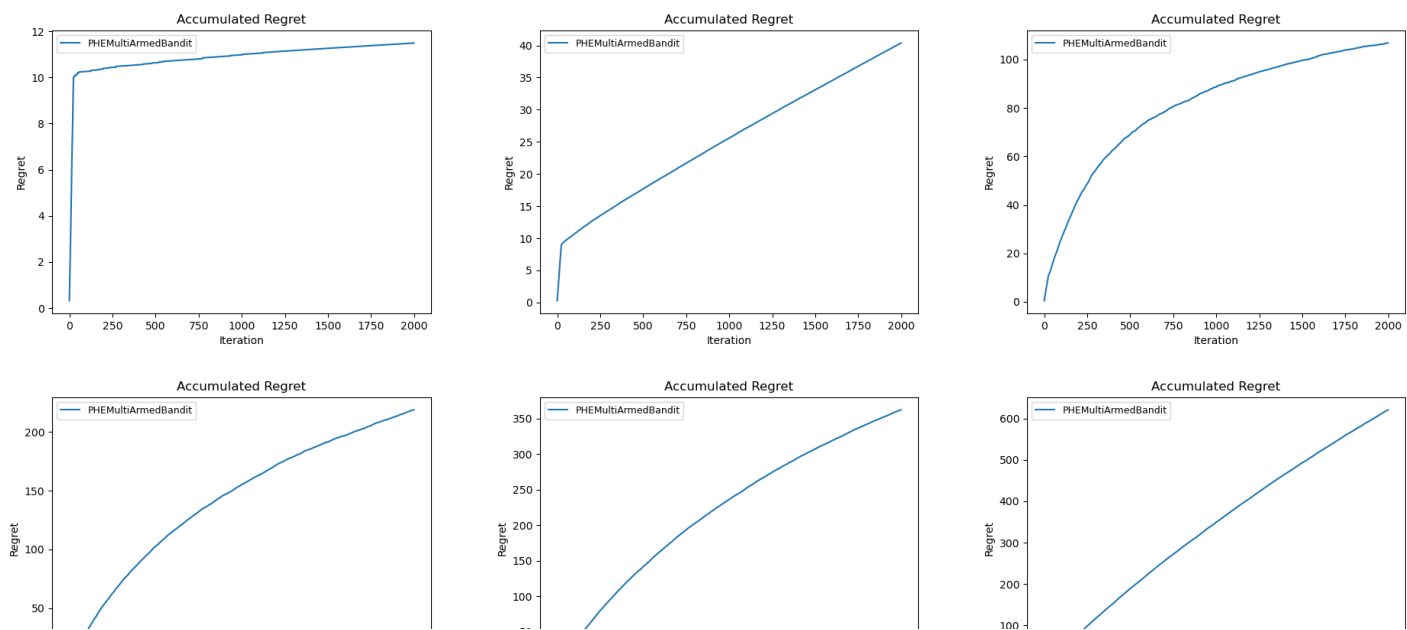 Accumulated Regret
PHEMultiArmedBandit
12
10
8
6
4
2
0
Regret
0 250 500 750 1000 1250 1500 1750 2000
Iteration
Accumulated Regret
PHEMultiArmedBandit
40
35
30
25
20
15
10
5
0
Regret
0 250 500 750 1000 1250 1500 1750 2000
Iteration
Accumulated Regret
PHEMultiArmedBandit
100
80
60
40
20
0
Regret
0 250 500 750 1000 1250 1500 1750 2000
Iteration
Accumulated Regret
PHEMultiArmedBandit
200
150
100
50
Regret
Accumulated Regret
PHEMultiArmedBandit
350
300
250
200
150
100
Regret
Accumulated Regret
PHEMultiArmedBandit
600
500
400
300
200
100
Regret